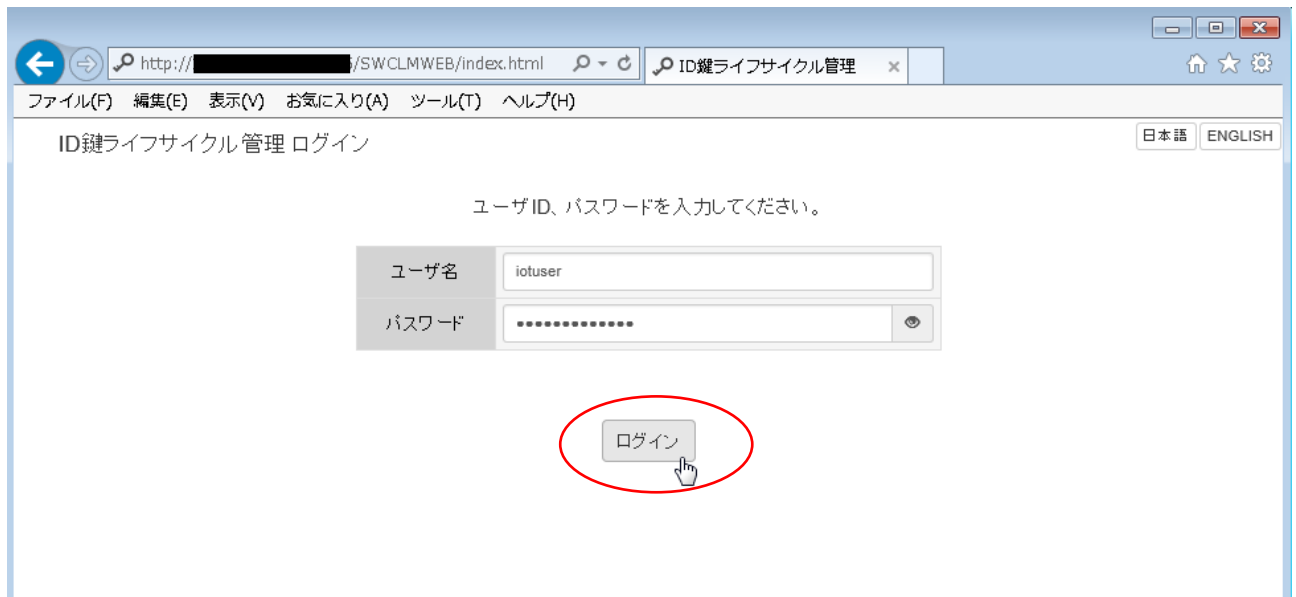 http:// /SWCLMWEB/index.html
ID鍵ライフサイクル管理
ファイル(F) 編集(E) 表示(V) お気に入り(A) ツール(T) ヘルプ(H)
ID鍵ライフサイクル管理 ログイン
日本語 ENGLISH
ユーザID、パスワードを入力してください。
ユーザ名 iotuser
パスワード •••••••••••••
ログイン